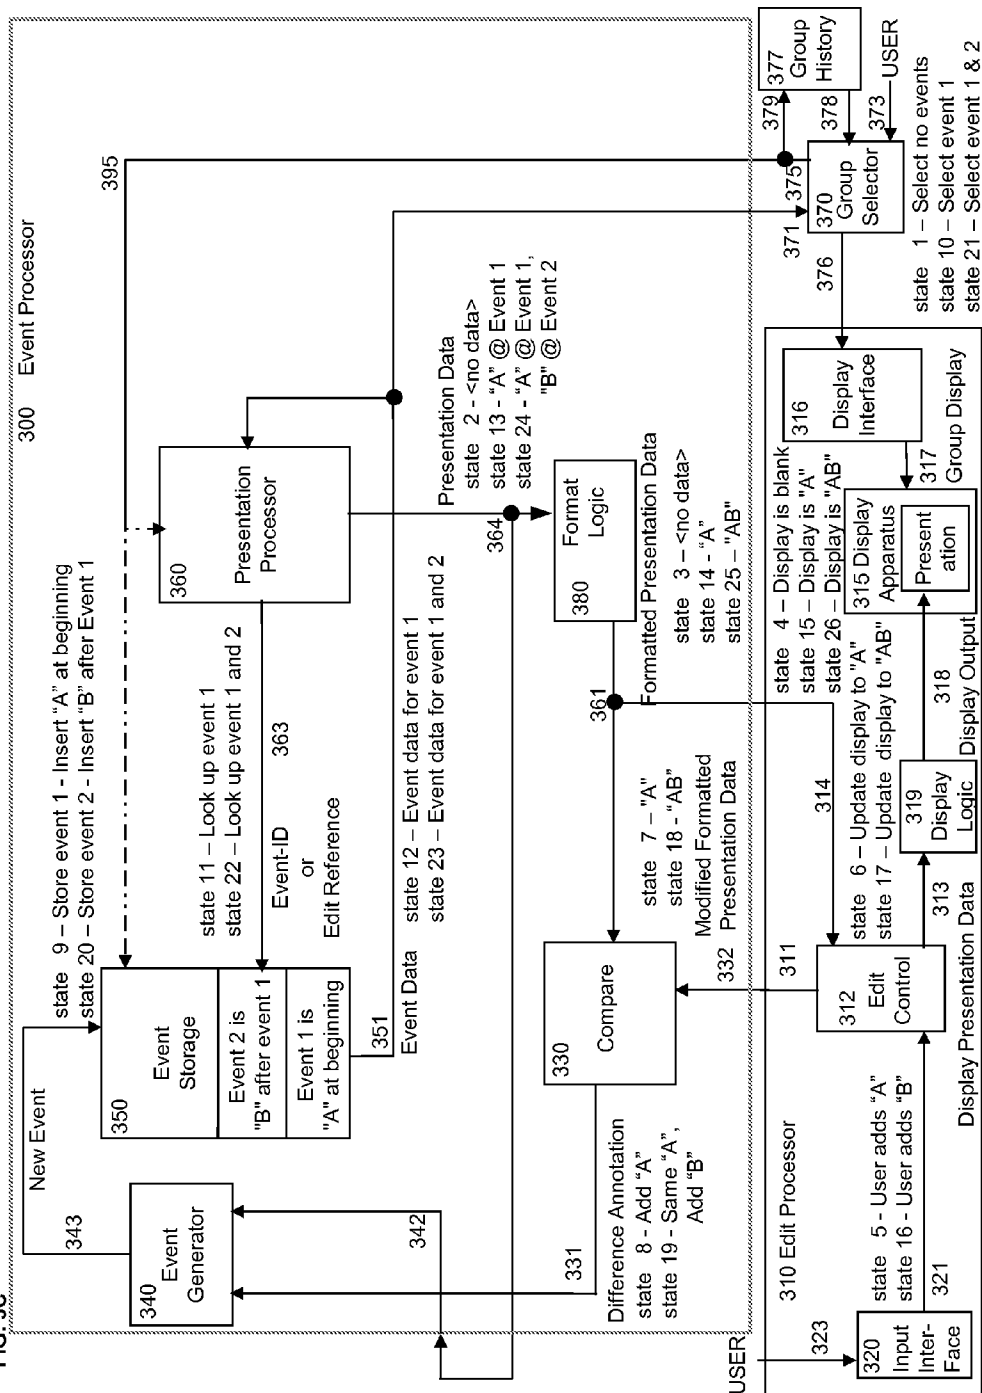 300 Event Processor
395
New Event
343
state 9 – Store event 1 - Insert "A" at beginning
state 20 – Store event 2 - Insert "B" after Event 1
340
Event
Generator
350
Event
Storage
Event 2 is
"B" after event 1
Event 1 is
"A" at beginning
351
Event Data
state 11 – Look up event 1
state 22 – Look up event 1 and 2
363
Event-ID
or
Edit Reference
360
Presentation
Processor
state 12 – Event data for event 1
state 23 – Event data for event 1 and 2
342
331
Difference Annotation
state 8 - Add "A"
state 19 - Same "A",
Add "B"
330
Compare
332
Modified Formatted
Presentation Data
state 7 – "A"
state 18 - "AB"
361
364
Presentation Data
state 2 - <no data>
state 13 - "A" @ Event 1
state 24 - "A" @ Event 1,
"B" @ Event 2
380
Format
Logic
Formatted Presentation Data
state 3 – <no data>
state 14 - "A"
state 25 – "AB"
371
375
379
378
373
USER
377
Group
History
370
Group
Selector
376
state 1 – Select no events
state 10 – Select event 1
state 21 – Select event 1 & 2
USER
323
310 Edit Processor
320
Input
Inter-
Face
321
state 5 - User adds "A"
state 16 - User adds "B"
311
312
Edit
Control
314
state 6 – Update display to "A"
state 17 – Update display to "AB"
313
Display Presentation Data
319
Display
Logic
318
Display Output
state 4 – Display is blank
state 15 – Display is "A"
state 26 – Display is "AB"
315 Display
Apparatus
Present
ation
317
Group Display
316
Display
Interface